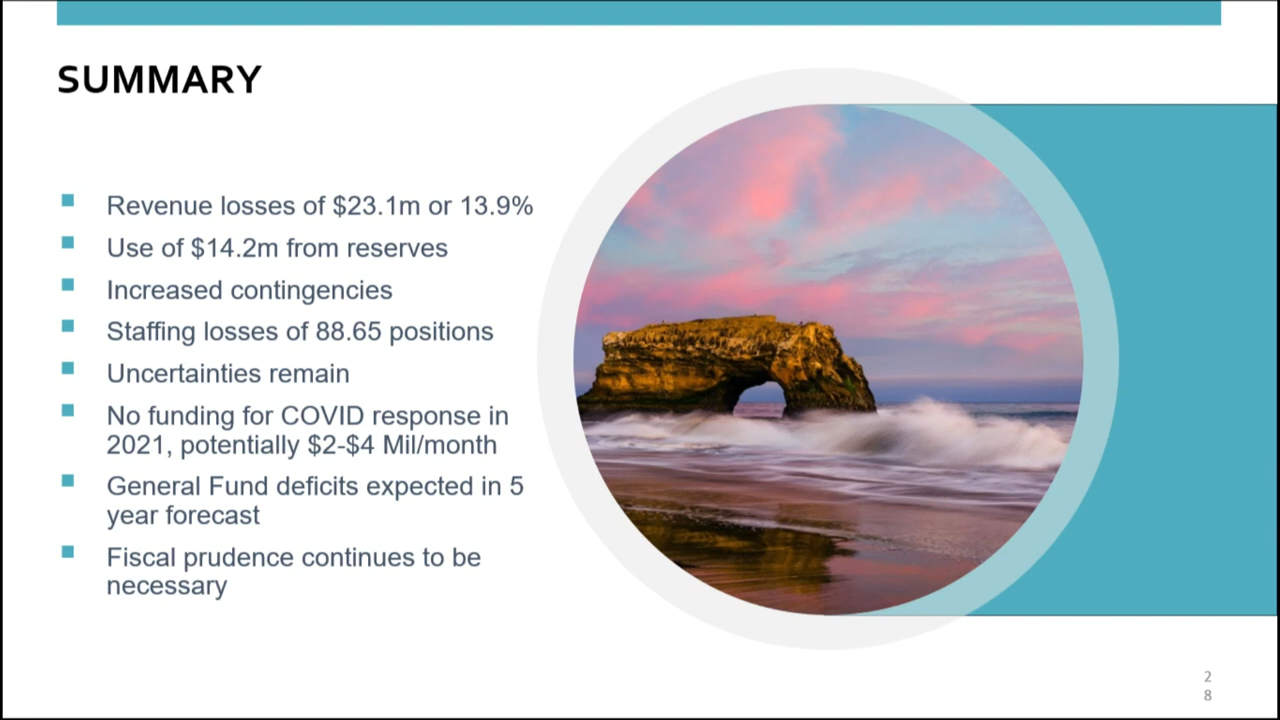 SUMMARY
Revenue losses of $23.1m or 13.9%
Use of $14.2m from reserves
Increased contingencies
Staffing losses of 88.65 positions
Uncertainties remain
No funding for COVID response in
2021, potentially $2-$4 Mil/month
General Fund deficits expected in 5
year forecast
Fiscal prudence continues to be
necessary
2
8